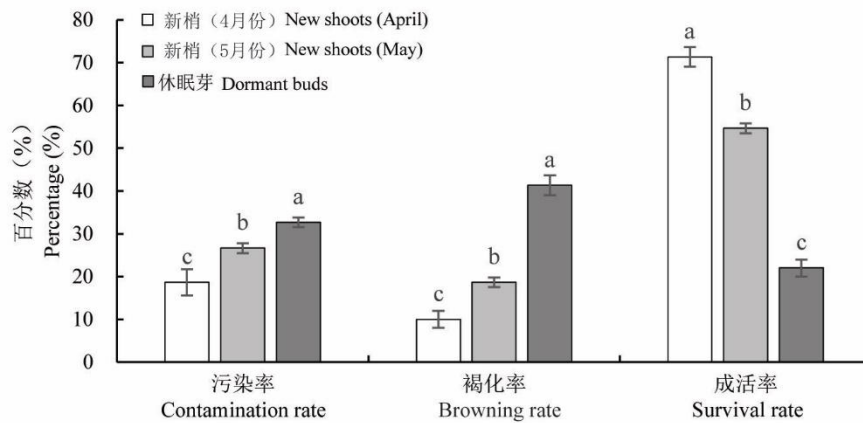 百分数（%）
Percentage (%)
80
70
60
50
40
30
20
10
0
新梢（4月份）New shoots (April)
新梢（5月份）New shoots (May)
休眠芽 Dormant buds
c
b
a
c
b
a
a
b
c
污染率
Contamination rate
褐化率
Browning rate
成活率
Survival rate